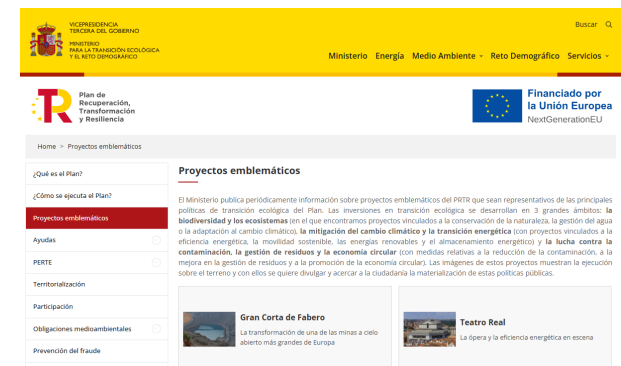 VICEPRESIDENCIA
TERCERA DEL GOBIERNO
MINISTERIO
PARA LA TRANSICIÓN ECOLÓGICA
Y EL RETO DEMOGRÁFICO
Buscar
Ministerio Energía Medio Ambiente Reto Demográfico Servicios
Plan de
Recuperación,
Transformación
y Resiliencia
Financiado por
la Unión Europea
NextGenerationEU
Home > Proyectos emblemáticos
¿Qué es el Plan?
¿Cómo se ejecuta el Plan?
Proyectos emblemáticos
Ayudas
PERTE
Territorialización
Participación
Obligaciones medioambientales
Prevención del fraude
Proyectos emblemáticos
El Ministerio publica periódicamente información sobre proyectos emblemáticos del PRTR que sean representativos de las principales
políticas de transición ecológica del Plan. Las inversiones en transición ecológica se desarrollan en 3 grandes ámbitos: la
biodiversidad y los ecosistemas (en el que encontramos proyectos vinculados a la conservación de la naturaleza, la gestión del agua
o la adaptación al cambio climático), la mitigación del cambio climático y la transición energética (con proyectos vinculados a la
eficiencia energética, la movilidad sostenible, las energías renovables y el almacenamiento energético) y la lucha contra la
contaminación, la gestión de residuos y la economía circular (con medidas relativas a la reducción de la contaminación, a la
mejora en la gestión de residuos y a la promoción de la economía circular). Las imágenes de estos proyectos muestran la ejecución
sobre el terreno y con ellos se quiere divulgar y acercar a la ciudadanía la materialización de estas políticas públicas.
Gran Corta de Fabero
La transformación de una de las minas a cielo
abierto más grandes de Europa
Teatro Real
La ópera y la eficiencia energética en escena